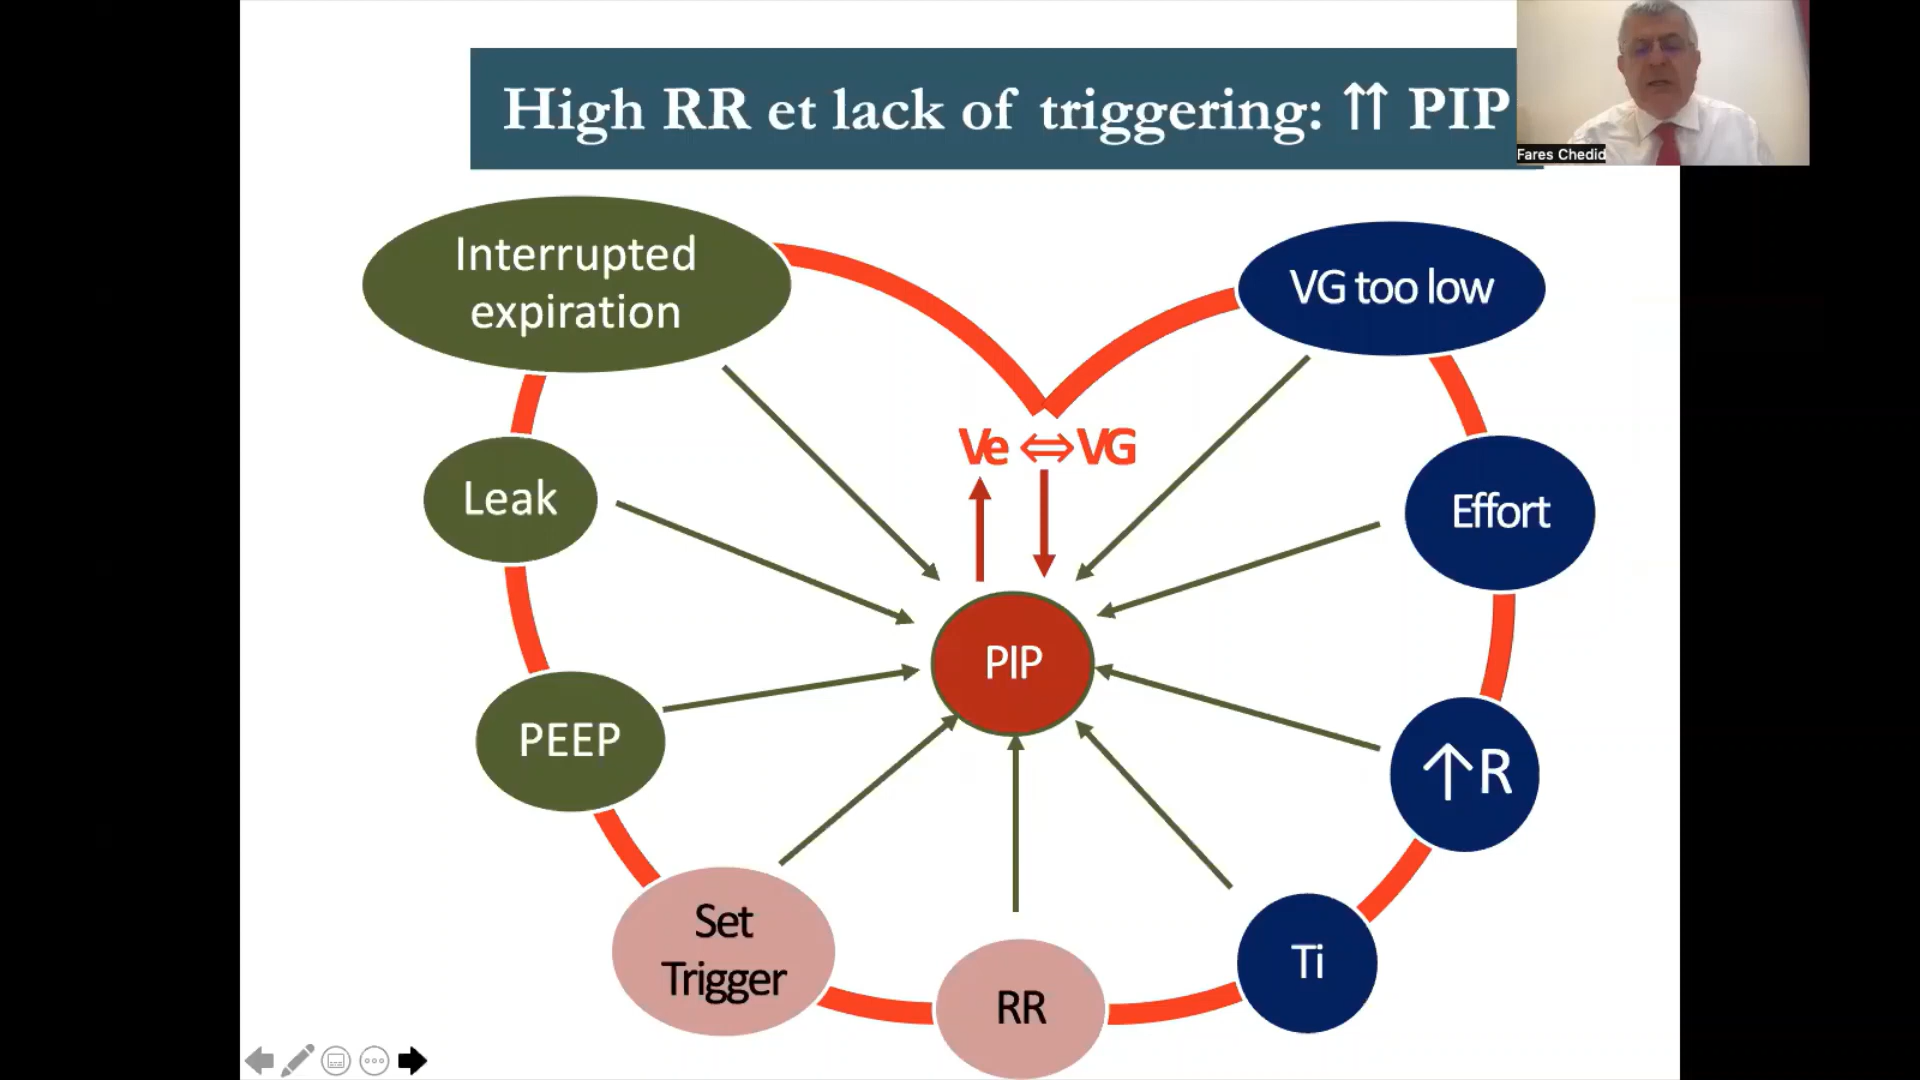 High RR et lack of triggering: ⇈ PIP
Fares Chedid
Interrupted
expiration
VG too low
Ve ⇔ VG
Leak
Effort
PIP
PEEP
↑R
Set
Trigger
Ti
RR